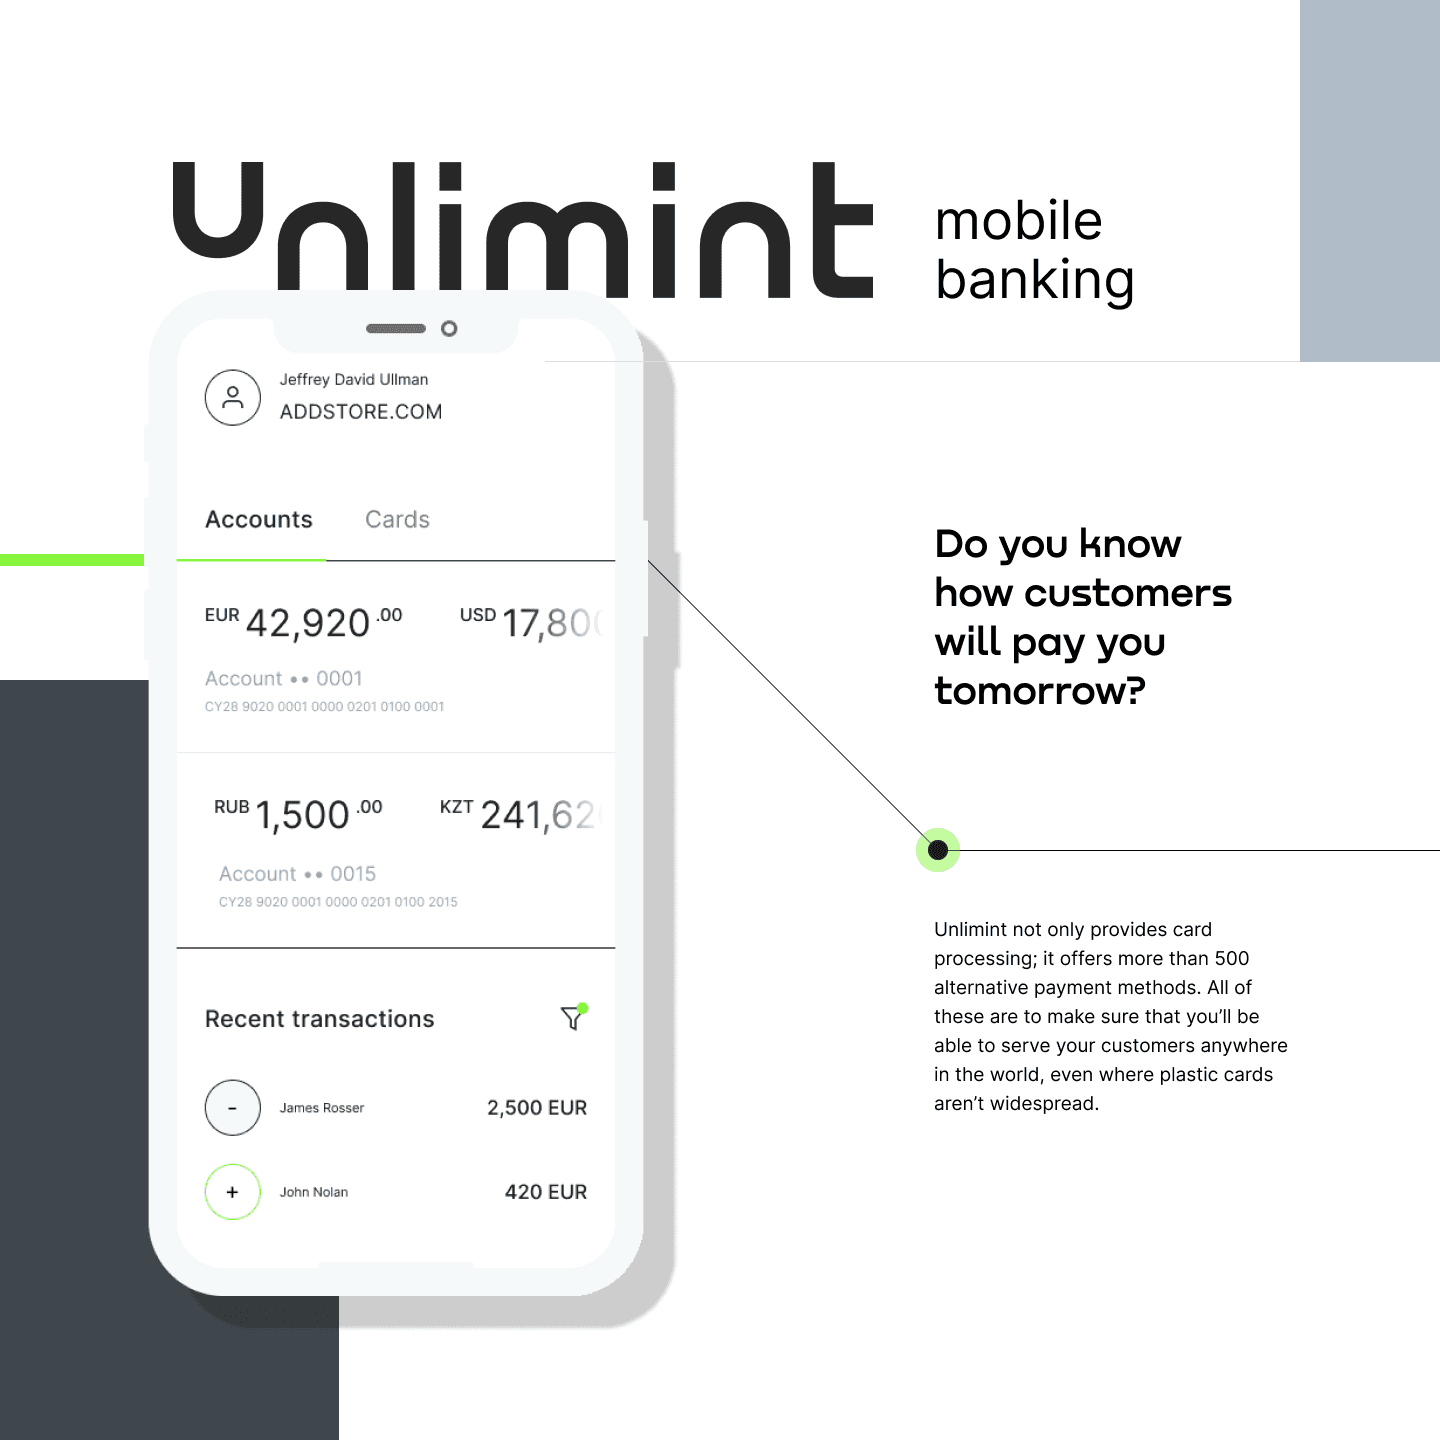 Unlimint
mobile
banking
Jeffrey David Ullman
ADDSTORE.COM
Accounts Cards
EUR 42,920.00 USD 17,800
Account •• 0001
CY28 9020 0001 0000 0201 0100 0001
RUB 1,500.00 KZT 241,620
Account •• 0015
CY28 9020 0001 0000 0201 0100 2015
Recent transactions
- James Rosser 2,500 EUR
+ John Nolan 420 EUR
Do you know
how customers
will pay you
tomorrow?
Unlimint not only provides card
processing; it offers more than 500
alternative payment methods. All of
these are to make sure that you’ll be
able to serve your customers anywhere
in the world, even where plastic cards
aren’t widespread.